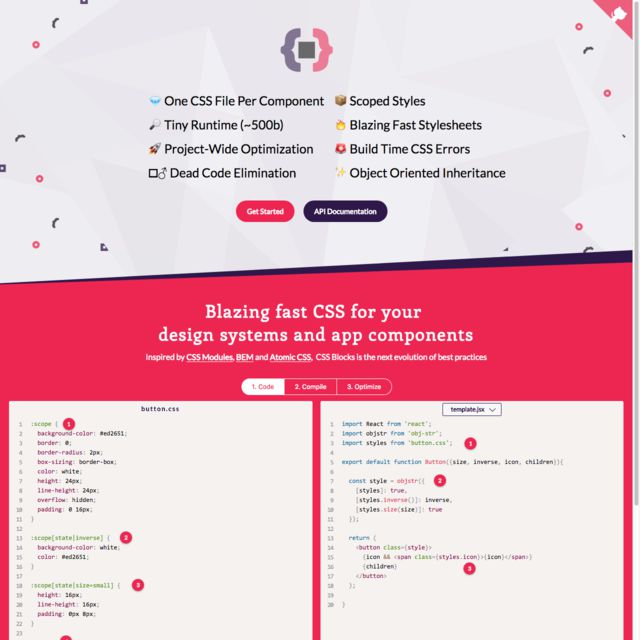 One CSS File Per Component
Scoped Styles
Tiny Runtime (~500b)
Blazing Fast Stylesheets
Project-Wide Optimization
Build Time CSS Errors
Dead Code Elimination
Object Oriented Inheritance
Get Started
API Documentation
Blazing fast CSS for your
design systems and app components
Inspired by CSS Modules, BEM and Atomic CSS, CSS Blocks is the next evolution of best practices
1. Code
2. Compile
3. Optimize
button.css
1 :scope { 1
2 background-color: #ed2651;
3 border: 0;
4 border-radius: 2px;
5 box-sizing: border-box;
6 color: white;
7 height: 24px;
8 line-height: 24px;
9 overflow: hidden;
10 padding: 0 16px;
11 }
12
13 :scope[state|inverse] { 2
14 background-color: white;
15 color: #ed2651;
16 }
17
18 :scope[state|size=small] { 3
19 height: 16px;
20 line-height: 16px;
21 padding: 0px 8px;
22 }
23
template.jsx
1 import React from 'react';
2 import objstr from 'obj-str';
3 import styles from 'button.css'; 1
4
5 export default function Button({size, inverse, icon, children}){
6
7 const style = objstr({ 2
8 [styles]: true,
9 [styles.inverse()]: inverse,
10 [styles.size(size)]: true
11 });
12
13 return (
14 <button class={style}>
15 {icon && <span class={styles.icon}>{icon}</span>}
16 {children} 3
17 </button>
18 );
19
20 }